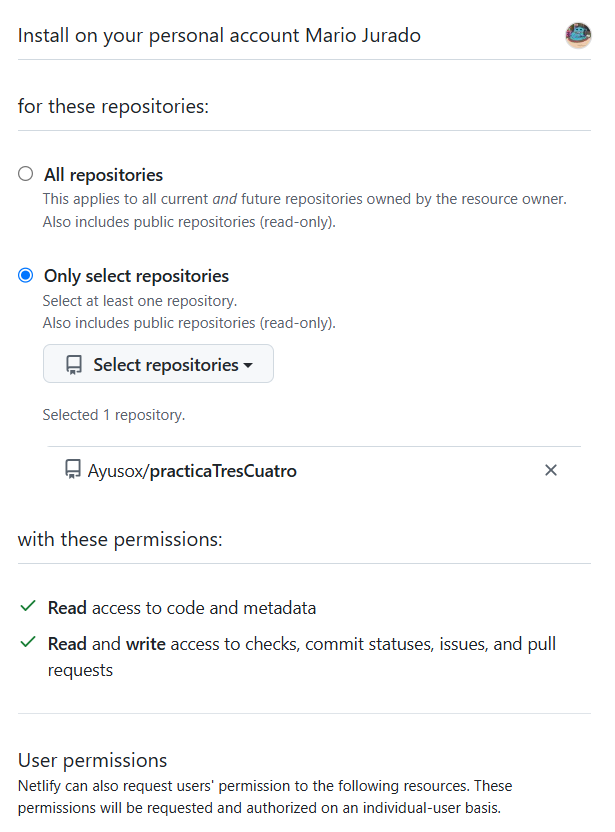 Install on your personal account Mario Jurado
for these repositories:
All repositories
This applies to all current and future repositories owned by the resource owner.
Also includes public repositories (read-only).
Only select repositories
Select at least one repository.
Also includes public repositories (read-only).
Select repositories
Selected 1 repository.
Ayusox/practicaTresCuatro
with these permissions:
Read access to code and metadata
Read and write access to checks, commit statuses, issues, and pull
requests
User permissions
Netlify can also request users' permission to the following resources. These
permissions will be requested and authorized on an individual-user basis.